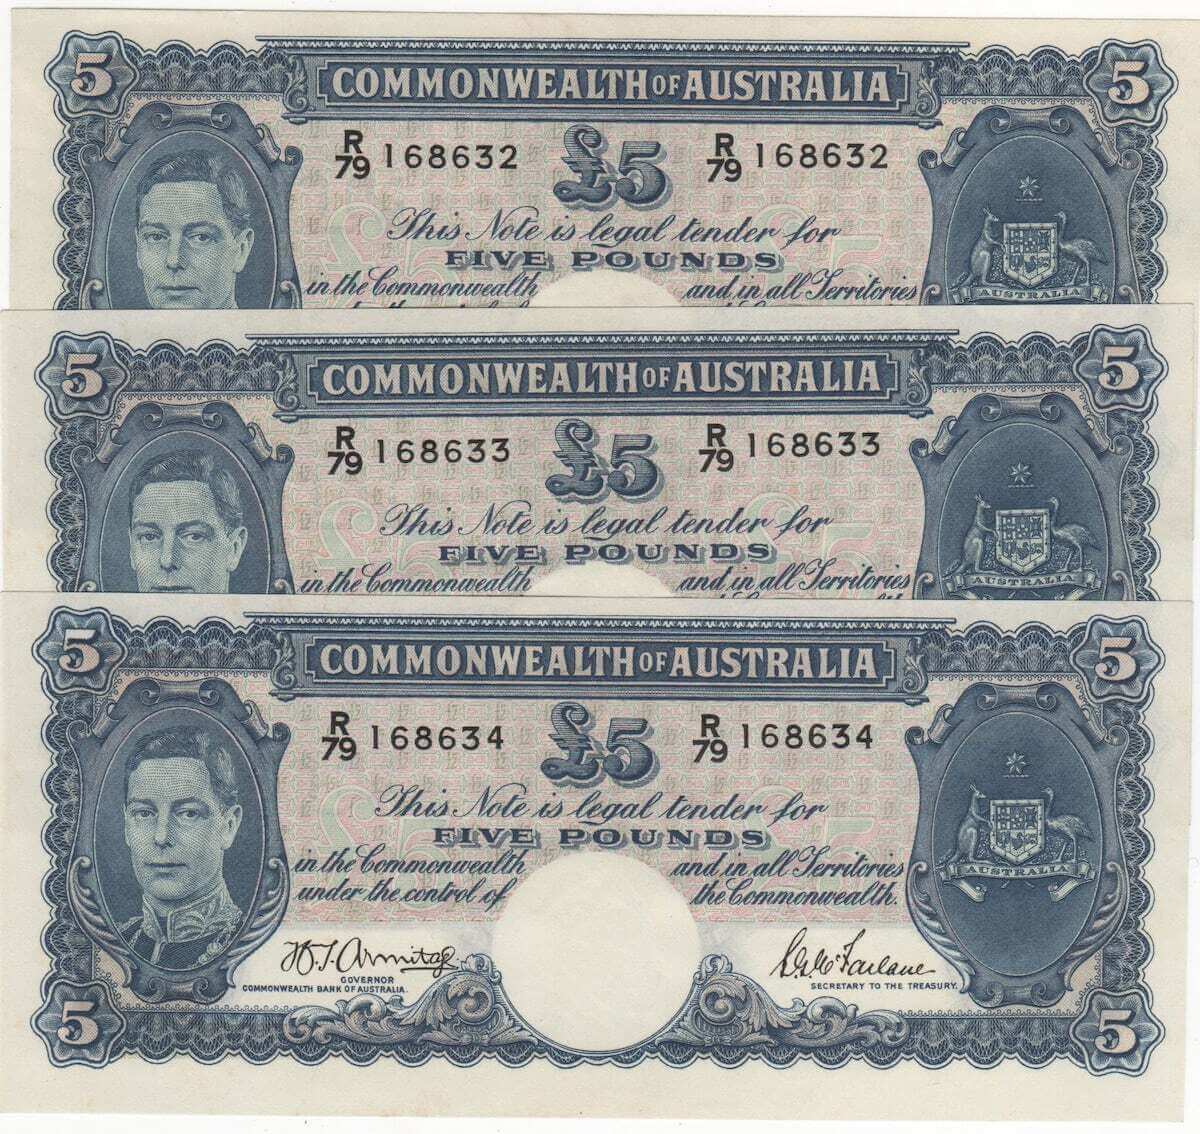 5 COMMONWEALTH OF AUSTRALIA 5
R/79 168632 £5 R/79 168632
This Note is legal tender for
FIVE POUNDS
in the Commonwealth and in all Territories
AUSTRALIA
5 COMMONWEALTH OF AUSTRALIA 5
R/79 168633 £5 R/79 168633
This Note is legal tender for
FIVE POUNDS
in the Commonwealth and in all Territories
AUSTRALIA
5 COMMONWEALTH OF AUSTRALIA 5
R/79 168634 £5 R/79 168634
This Note is legal tender for
FIVE POUNDS
in the Commonwealth and in all Territories
under the control of the Commonwealth.
AUSTRALIA
H.T. Armitage S.G. McFarlane
GOVERNOR SECRETARY TO THE TREASURY.
COMMONWEALTH BANK OF AUSTRALIA.
5 5